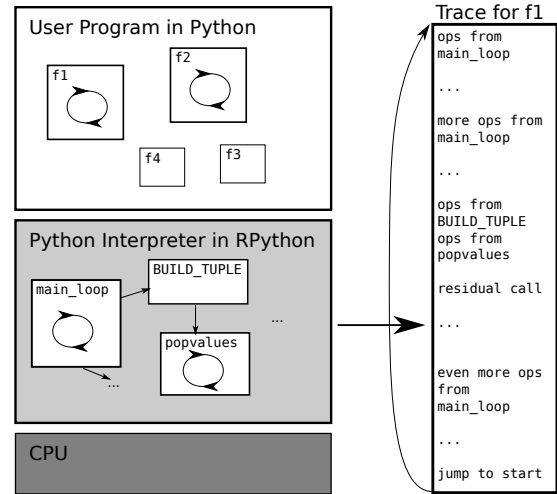 User Program in Python
f1
f2
f4
f3
Python Interpreter in RPython
main_loop
BUILD_TUPLE
popvalues
...
...
CPU
Trace for f1
ops from
main_loop
...
more ops from
main_loop
...
ops from
BUILD_TUPLE
ops from
popvalues
residual call
...
even more ops
from
main_loop
...
jump to start